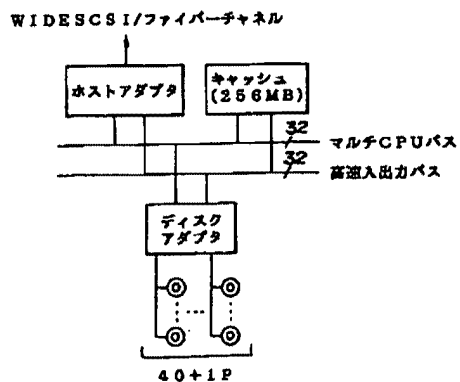 WIDESCSI/ファイバーチャネル
ホストアダプタ
キャッシュ
(256MB)
32
マルチCPUバス
32
高速入出力バス
ディスク
アダプタ
40+1P